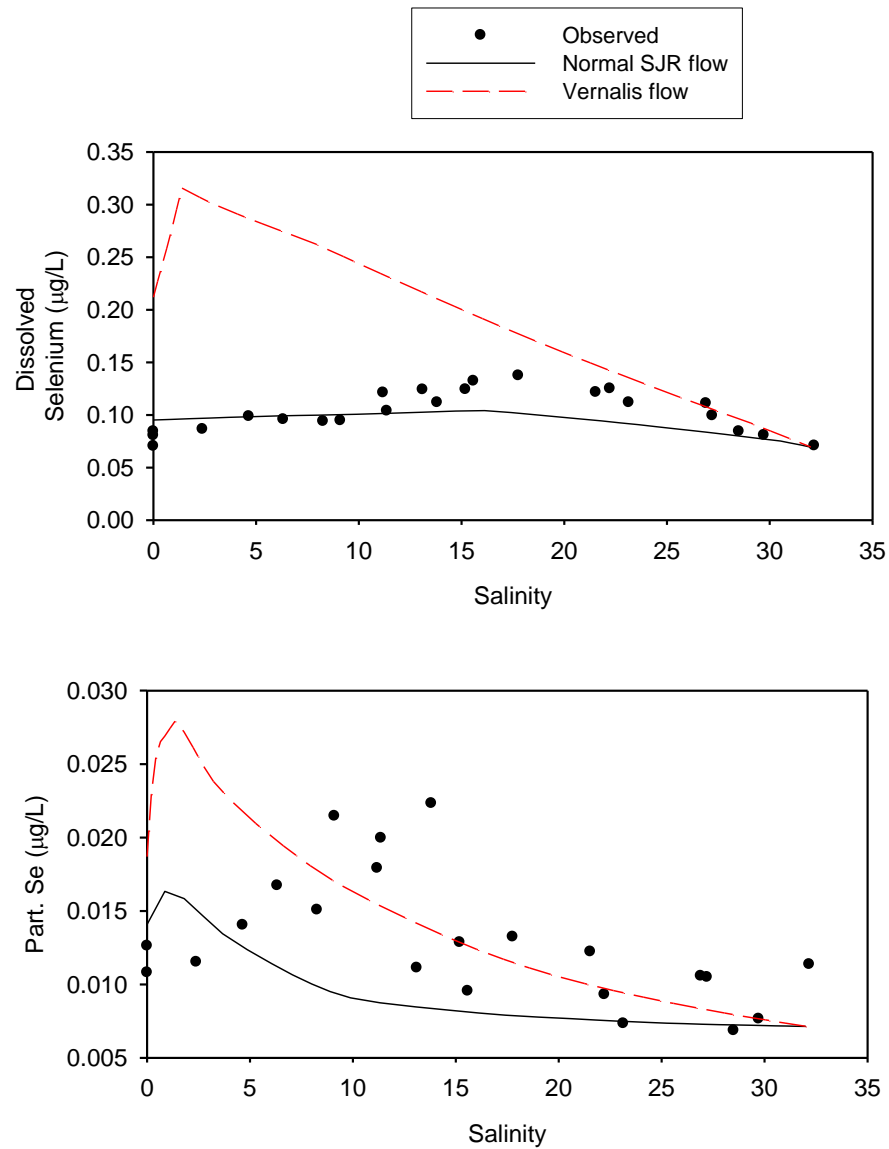 Observed
Normal SJR flow
Vernalis flow
0.35
0.30
0.25
0.20
0.15
0.10
0.05
0.00
Dissolved
Selenium (μg/L)
0 5 10 15 20 25 30 35
Salinity
0.030
0.025
0.020
0.015
0.010
0.005
Part. Se (μg/L)
0 5 10 15 20 25 30 35
Salinity